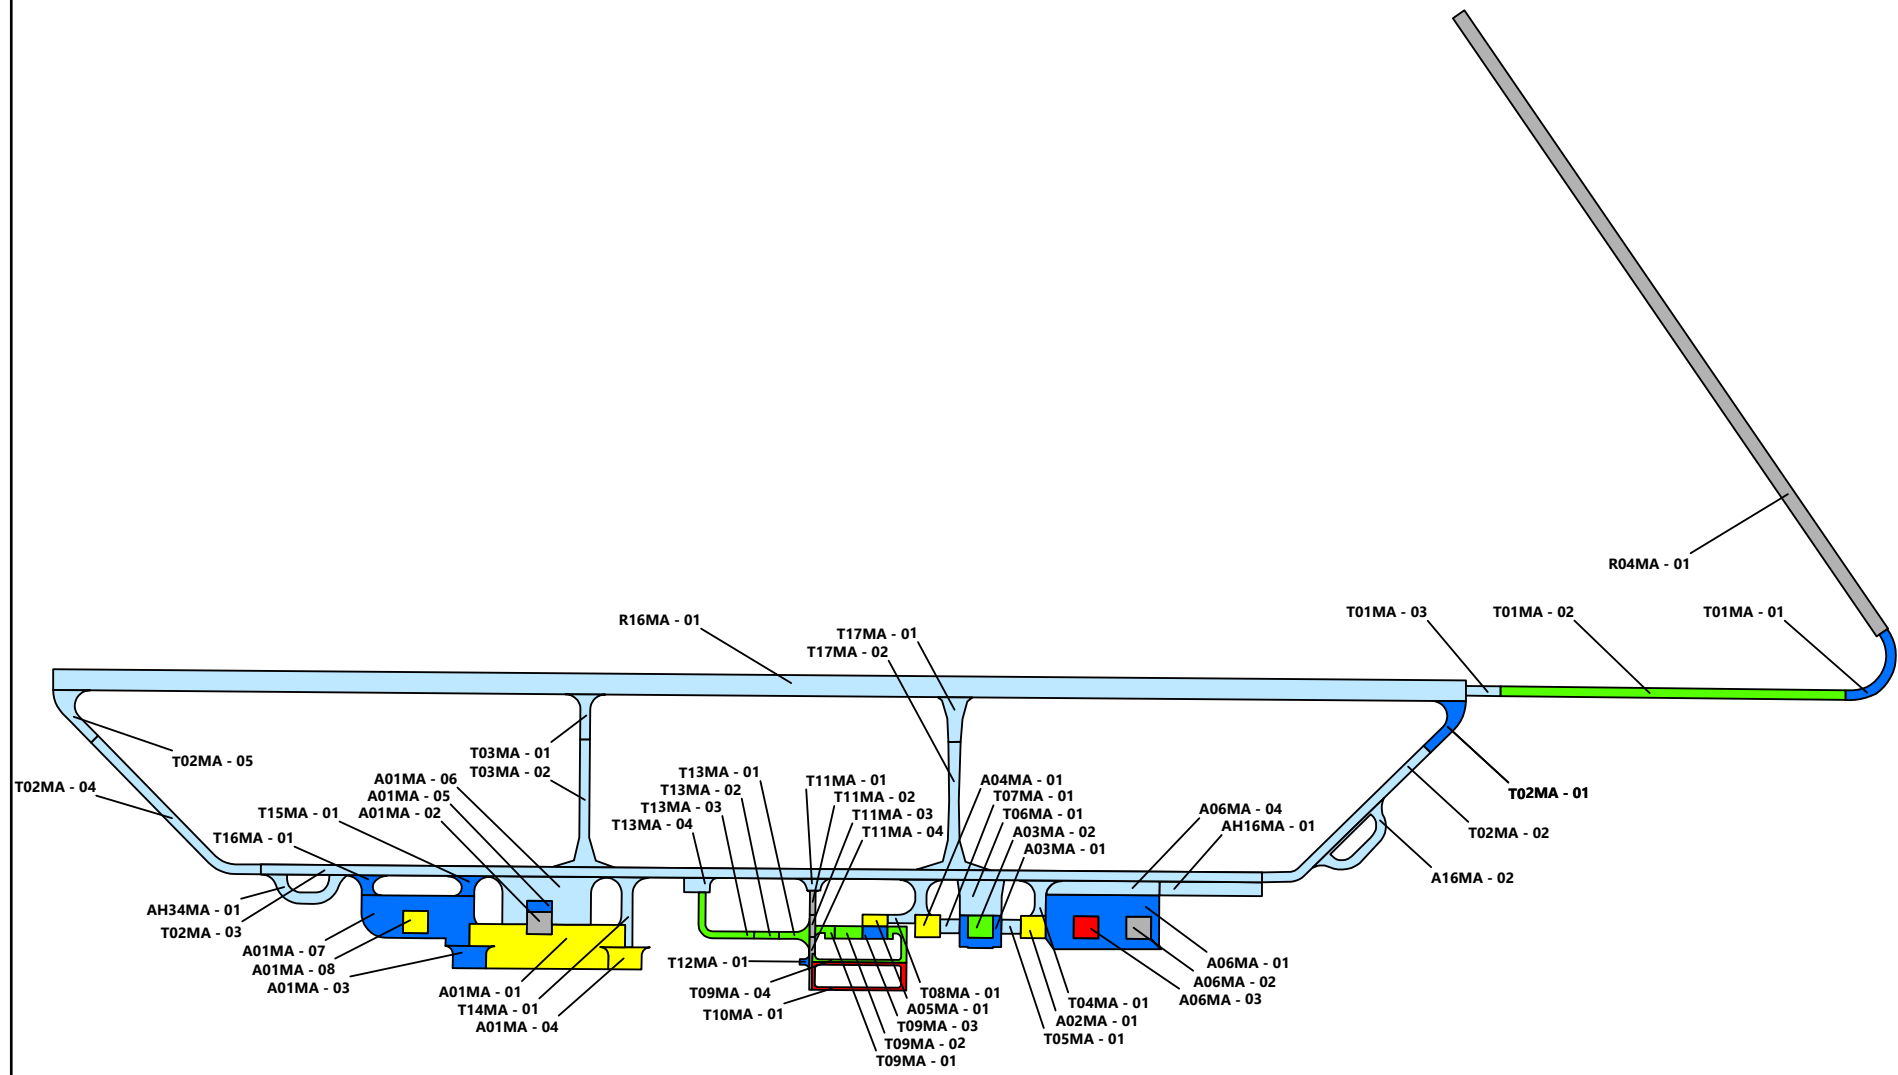 R04MA - 01
T01MA - 03
T01MA - 02
T01MA - 01
R16MA - 01
T17MA - 01
T17MA - 02
T02MA - 05
T02MA - 04
T03MA - 01
T03MA - 02
A01MA - 06
A01MA - 05
A01MA - 02
T15MA - 01
T16MA - 01
T13MA - 01
T13MA - 02
T13MA - 03
T13MA - 04
T11MA - 01
T11MA - 02
T11MA - 03
T11MA - 04
A04MA - 01
T07MA - 01
T06MA - 01
A03MA - 02
A03MA - 01
A06MA - 04
AH16MA - 01
T02MA - 01
T02MA - 02
A16MA - 02
AH34MA - 01
T02MA - 03
A01MA - 07
A01MA - 08
A01MA - 03
A01MA - 01
T14MA - 01
A01MA - 04
T12MA - 01
T09MA - 04
T10MA - 01
T08MA - 01
A05MA - 01
T09MA - 03
T09MA - 02
T09MA - 01
T04MA - 01
A02MA - 01
T05MA - 01
A06MA - 01
A06MA - 02
A06MA - 03